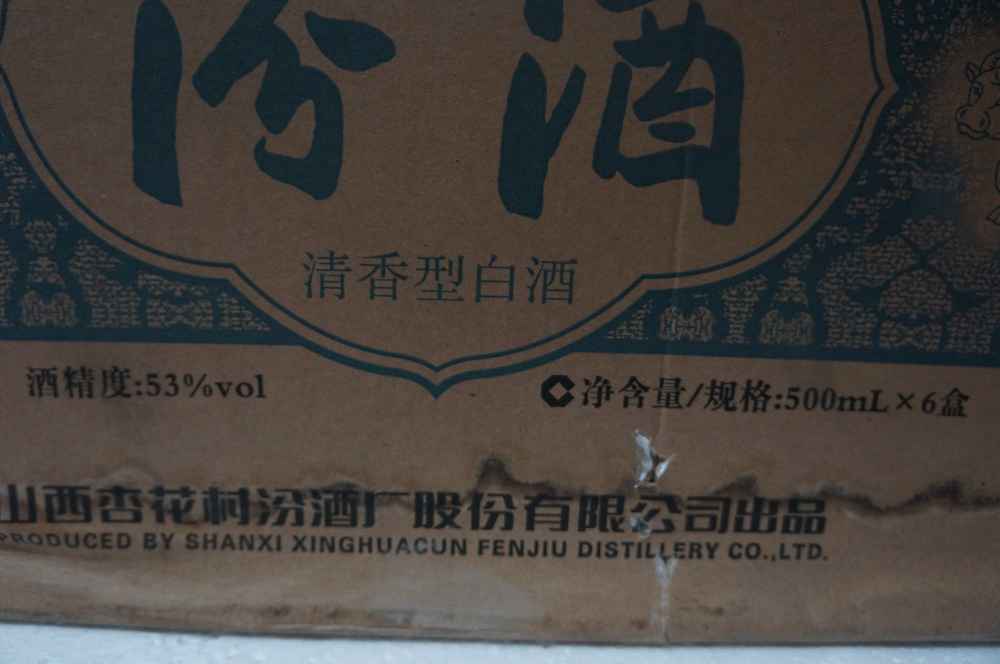 汾酒
清香型白酒
酒精度:53%vol
净含量/规格:500mL×6盒
山西杏花村汾酒厂股份有限公司出品
PRODUCED BY SHANXI XINGHUACUN FENJIU DISTILLERY CO.,LTD.